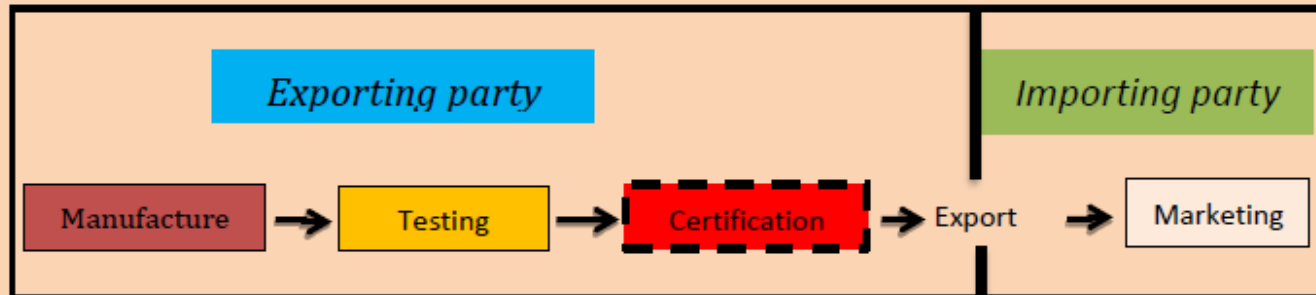 Exporting party
Importing party
Manufacture
Testing
Certification
Export
Marketing